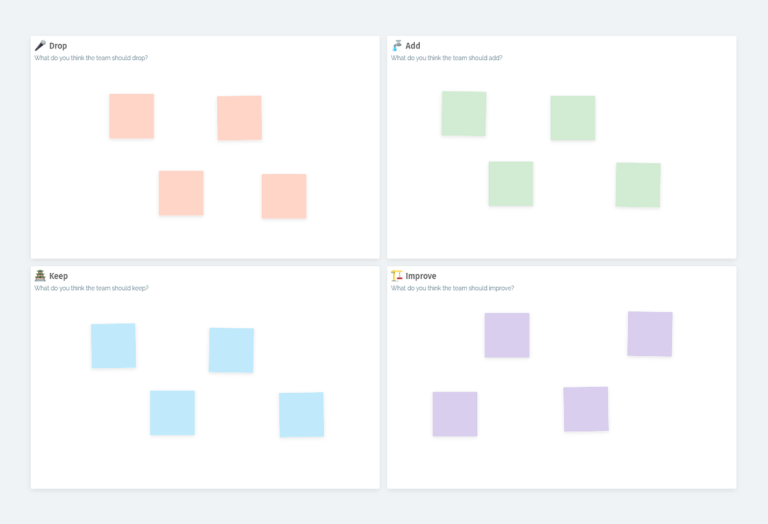 Drop
What do you think the team should drop?
Add
What do you think the team should add?
Keep
What do you think the team should keep?
Improve
What do you think the team should improve?